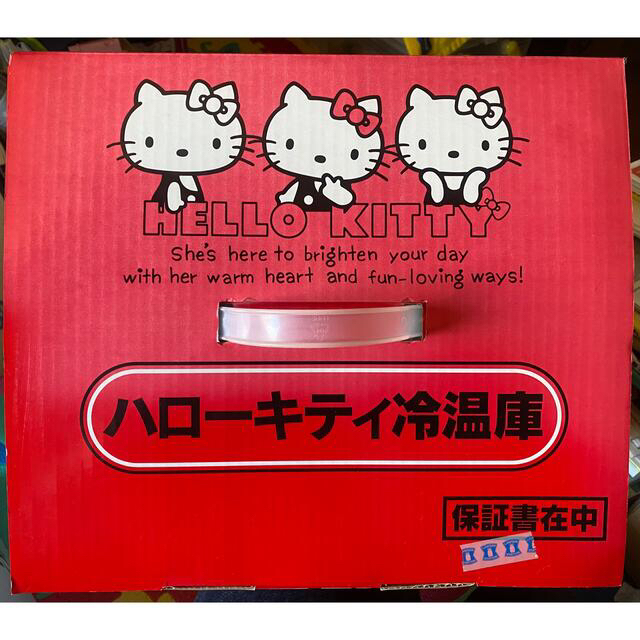 HELLO KITTY
She's here to brighten your day
with her warm heart and fun-loving ways!
ハローキティ冷温庫
保証書在中